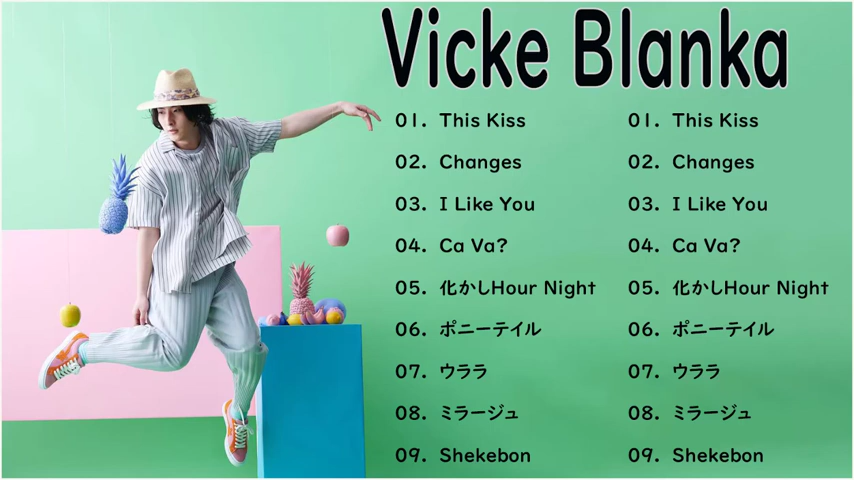 Vicke Blanka
01. This Kiss
02. Changes
03. I Like You
04. Ca Va?
05. 化かしHour Night
06. ポニーテイル
07. ウララ
08. ミラージュ
09. Shekebon
01. This Kiss
02. Changes
03. I Like You
04. Ca Va?
05. 化かしHour Night
06. ポニーテイル
07. ウララ
08. ミラージュ
09. Shekebon